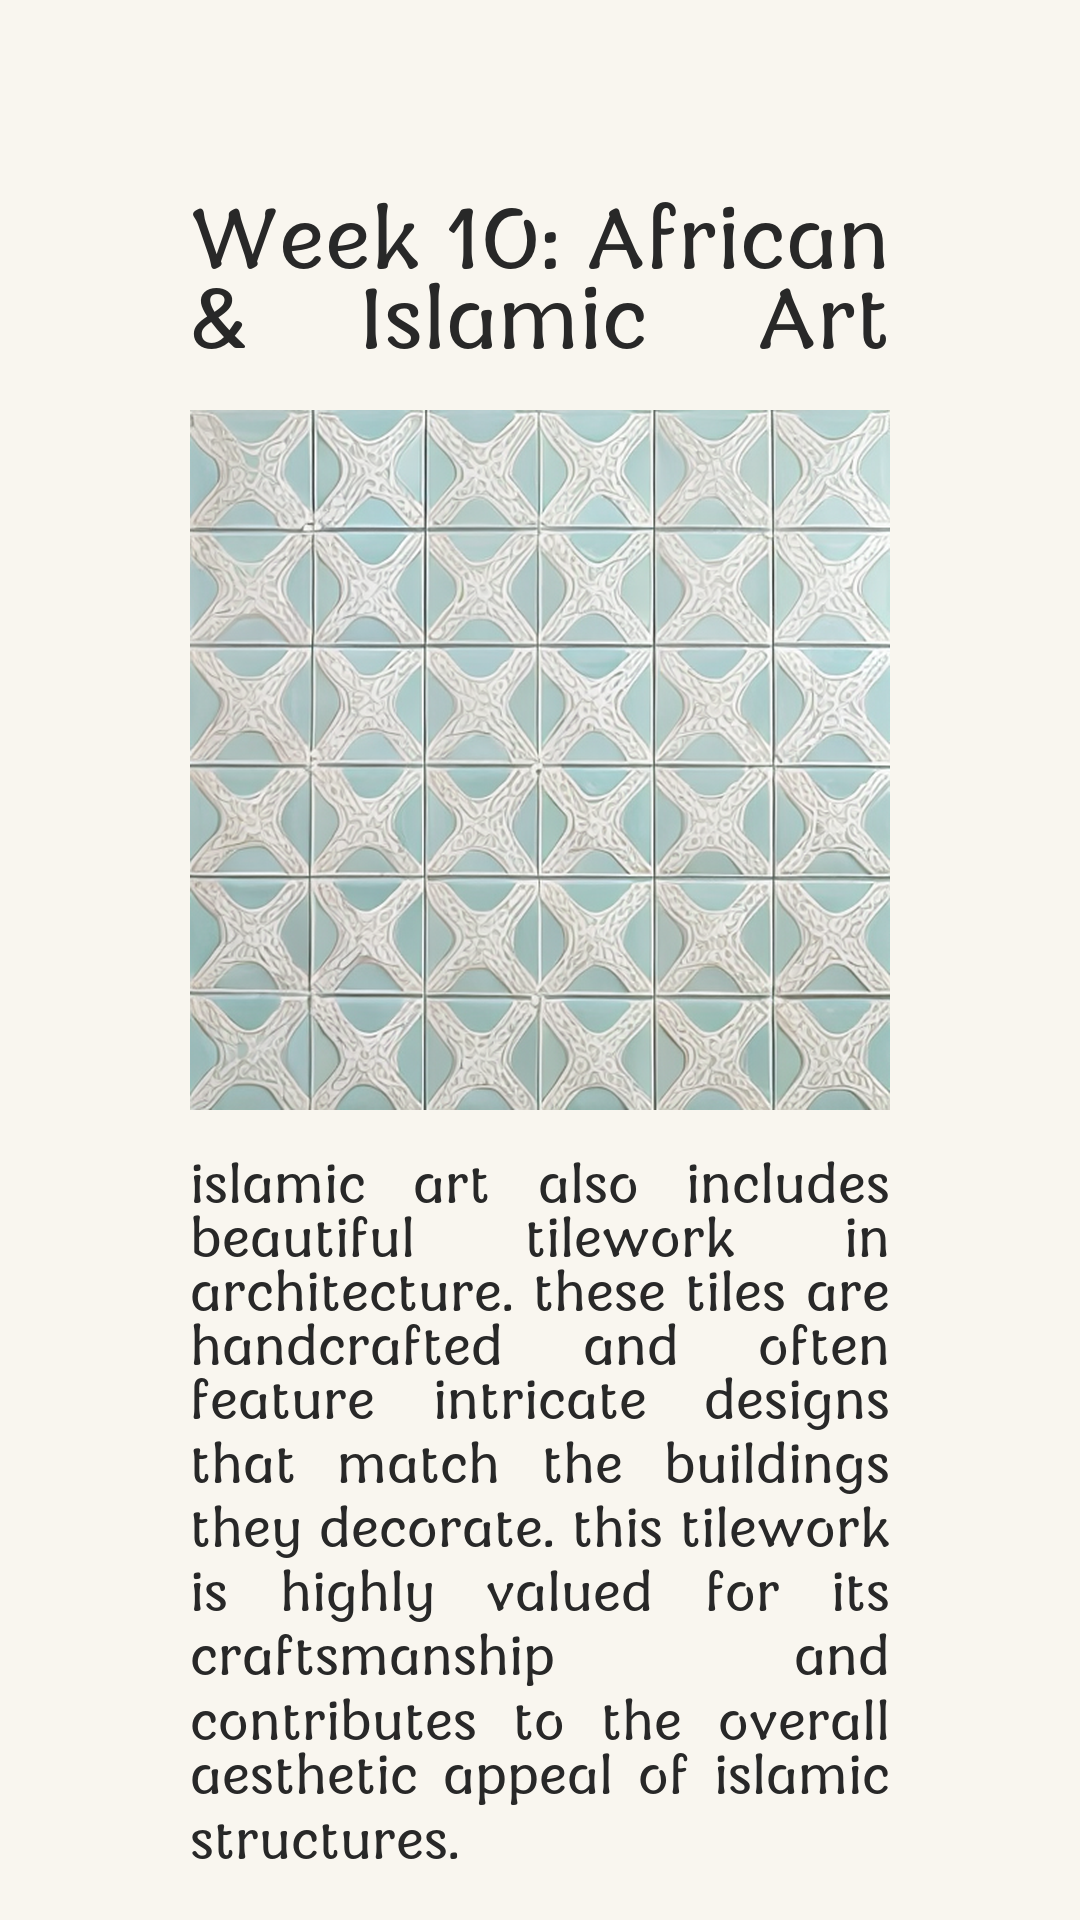 Week 10: African
& Islamic Art
islamic art also includes
beautiful tilework in
architecture. these tiles are
handcrafted and often
feature intricate designs
that match the buildings
they decorate. this tilework
is highly valued for its
craftsmanship and
contributes to the overall
aesthetic appeal of islamic
structures.